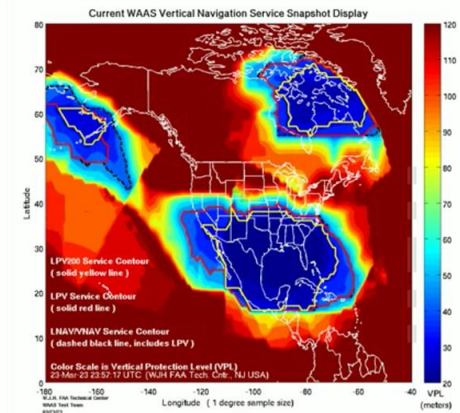 Current WAAS Vertical Navigation Service Snapshot Display
80
70
60
50
40
30
20
10
0
Latitude
LPV200 Service Contour
( solid yellow line )
LPV Service Contour
( solid red line )
LNAV/VNAV Service Contour
( dashed black line, includes LPV )
Color Scale is Vertical Protection Level (VPL)
23-Mar-23 23:57:17 UTC (WJH FAA Tech. Cntr., NJ USA)
-180 -160 -140 -120 -100 -80 -60 -40
Longitude ( 1 degree sample size )
W.J.H. FAA Technical Center
WAAS Test Team
120
110
100
90
80
70
60
50
40
30
20
VPL
(meters)